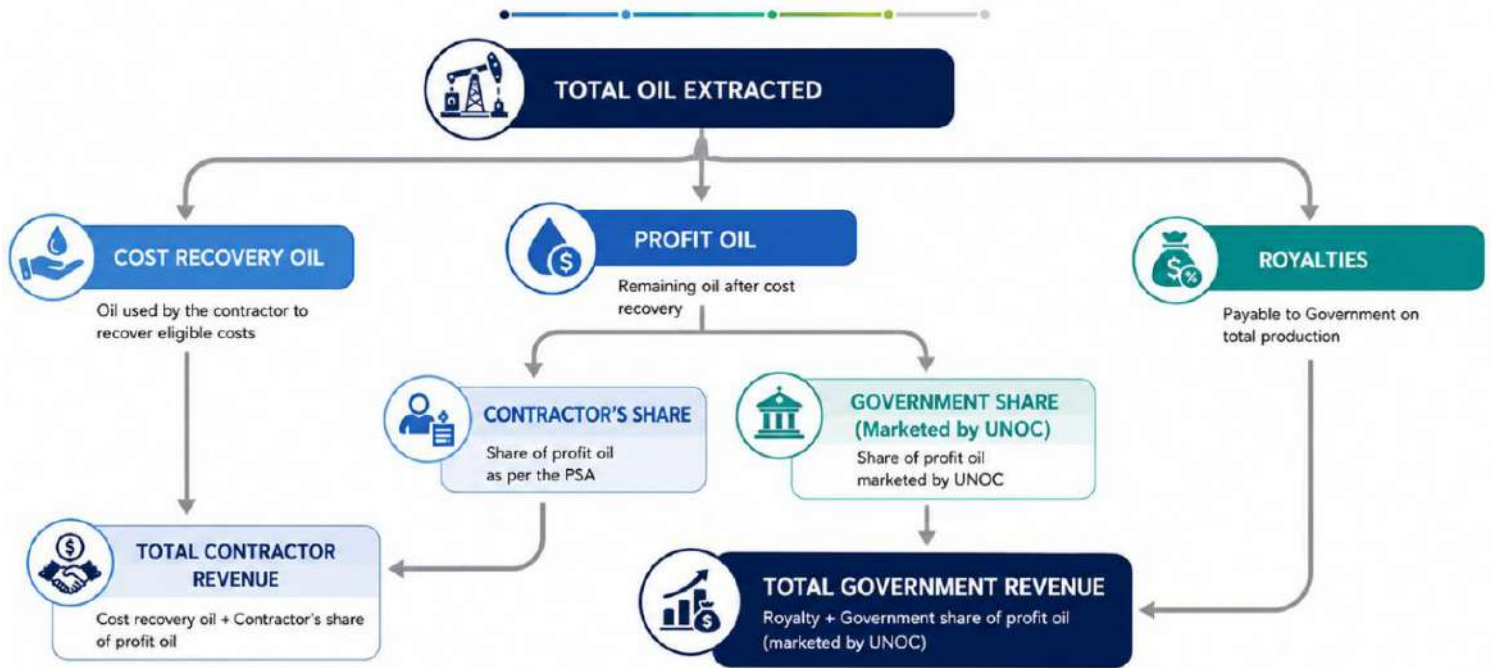 TOTAL OIL EXTRACTED
COST RECOVERY OIL
Oil used by the contractor to
recover eligible costs
PROFIT OIL
Remaining oil after cost
recovery
ROYALTIES
Payable to Government on
total production
CONTRACTOR'S SHARE
Share of profit oil
as per the PSA
GOVERNMENT SHARE
(Marketed by UNOC)
Share of profit oil
marketed by UNOC
TOTAL CONTRACTOR
REVENUE
Cost recovery oil + Contractor's share
of profit oil
TOTAL GOVERNMENT REVENUE
Royalty + Government share of profit oil
(marketed by UNOC)